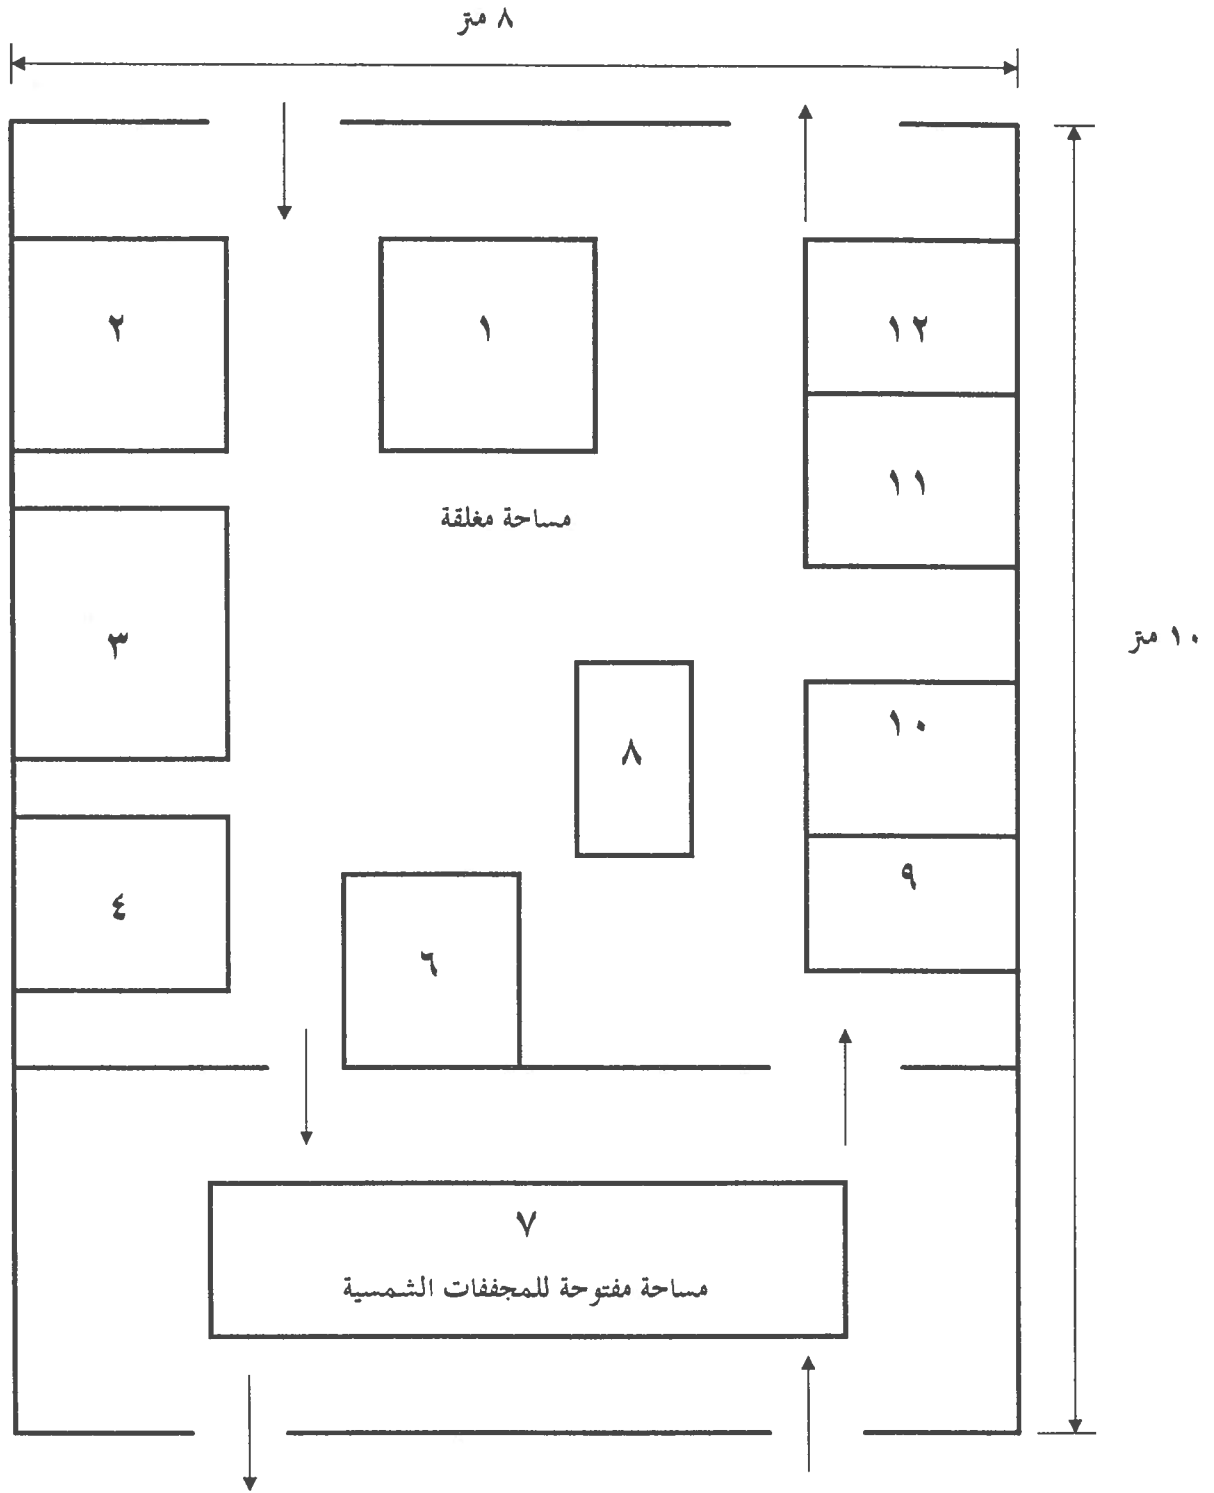 ٨ متر
٢
١
١٢
١١
مساحة مغلقة
٣
١٠ متر
١٠
٨
٩
٤
٦
٧
مساحة مفتوحة للمجففات الشمسية